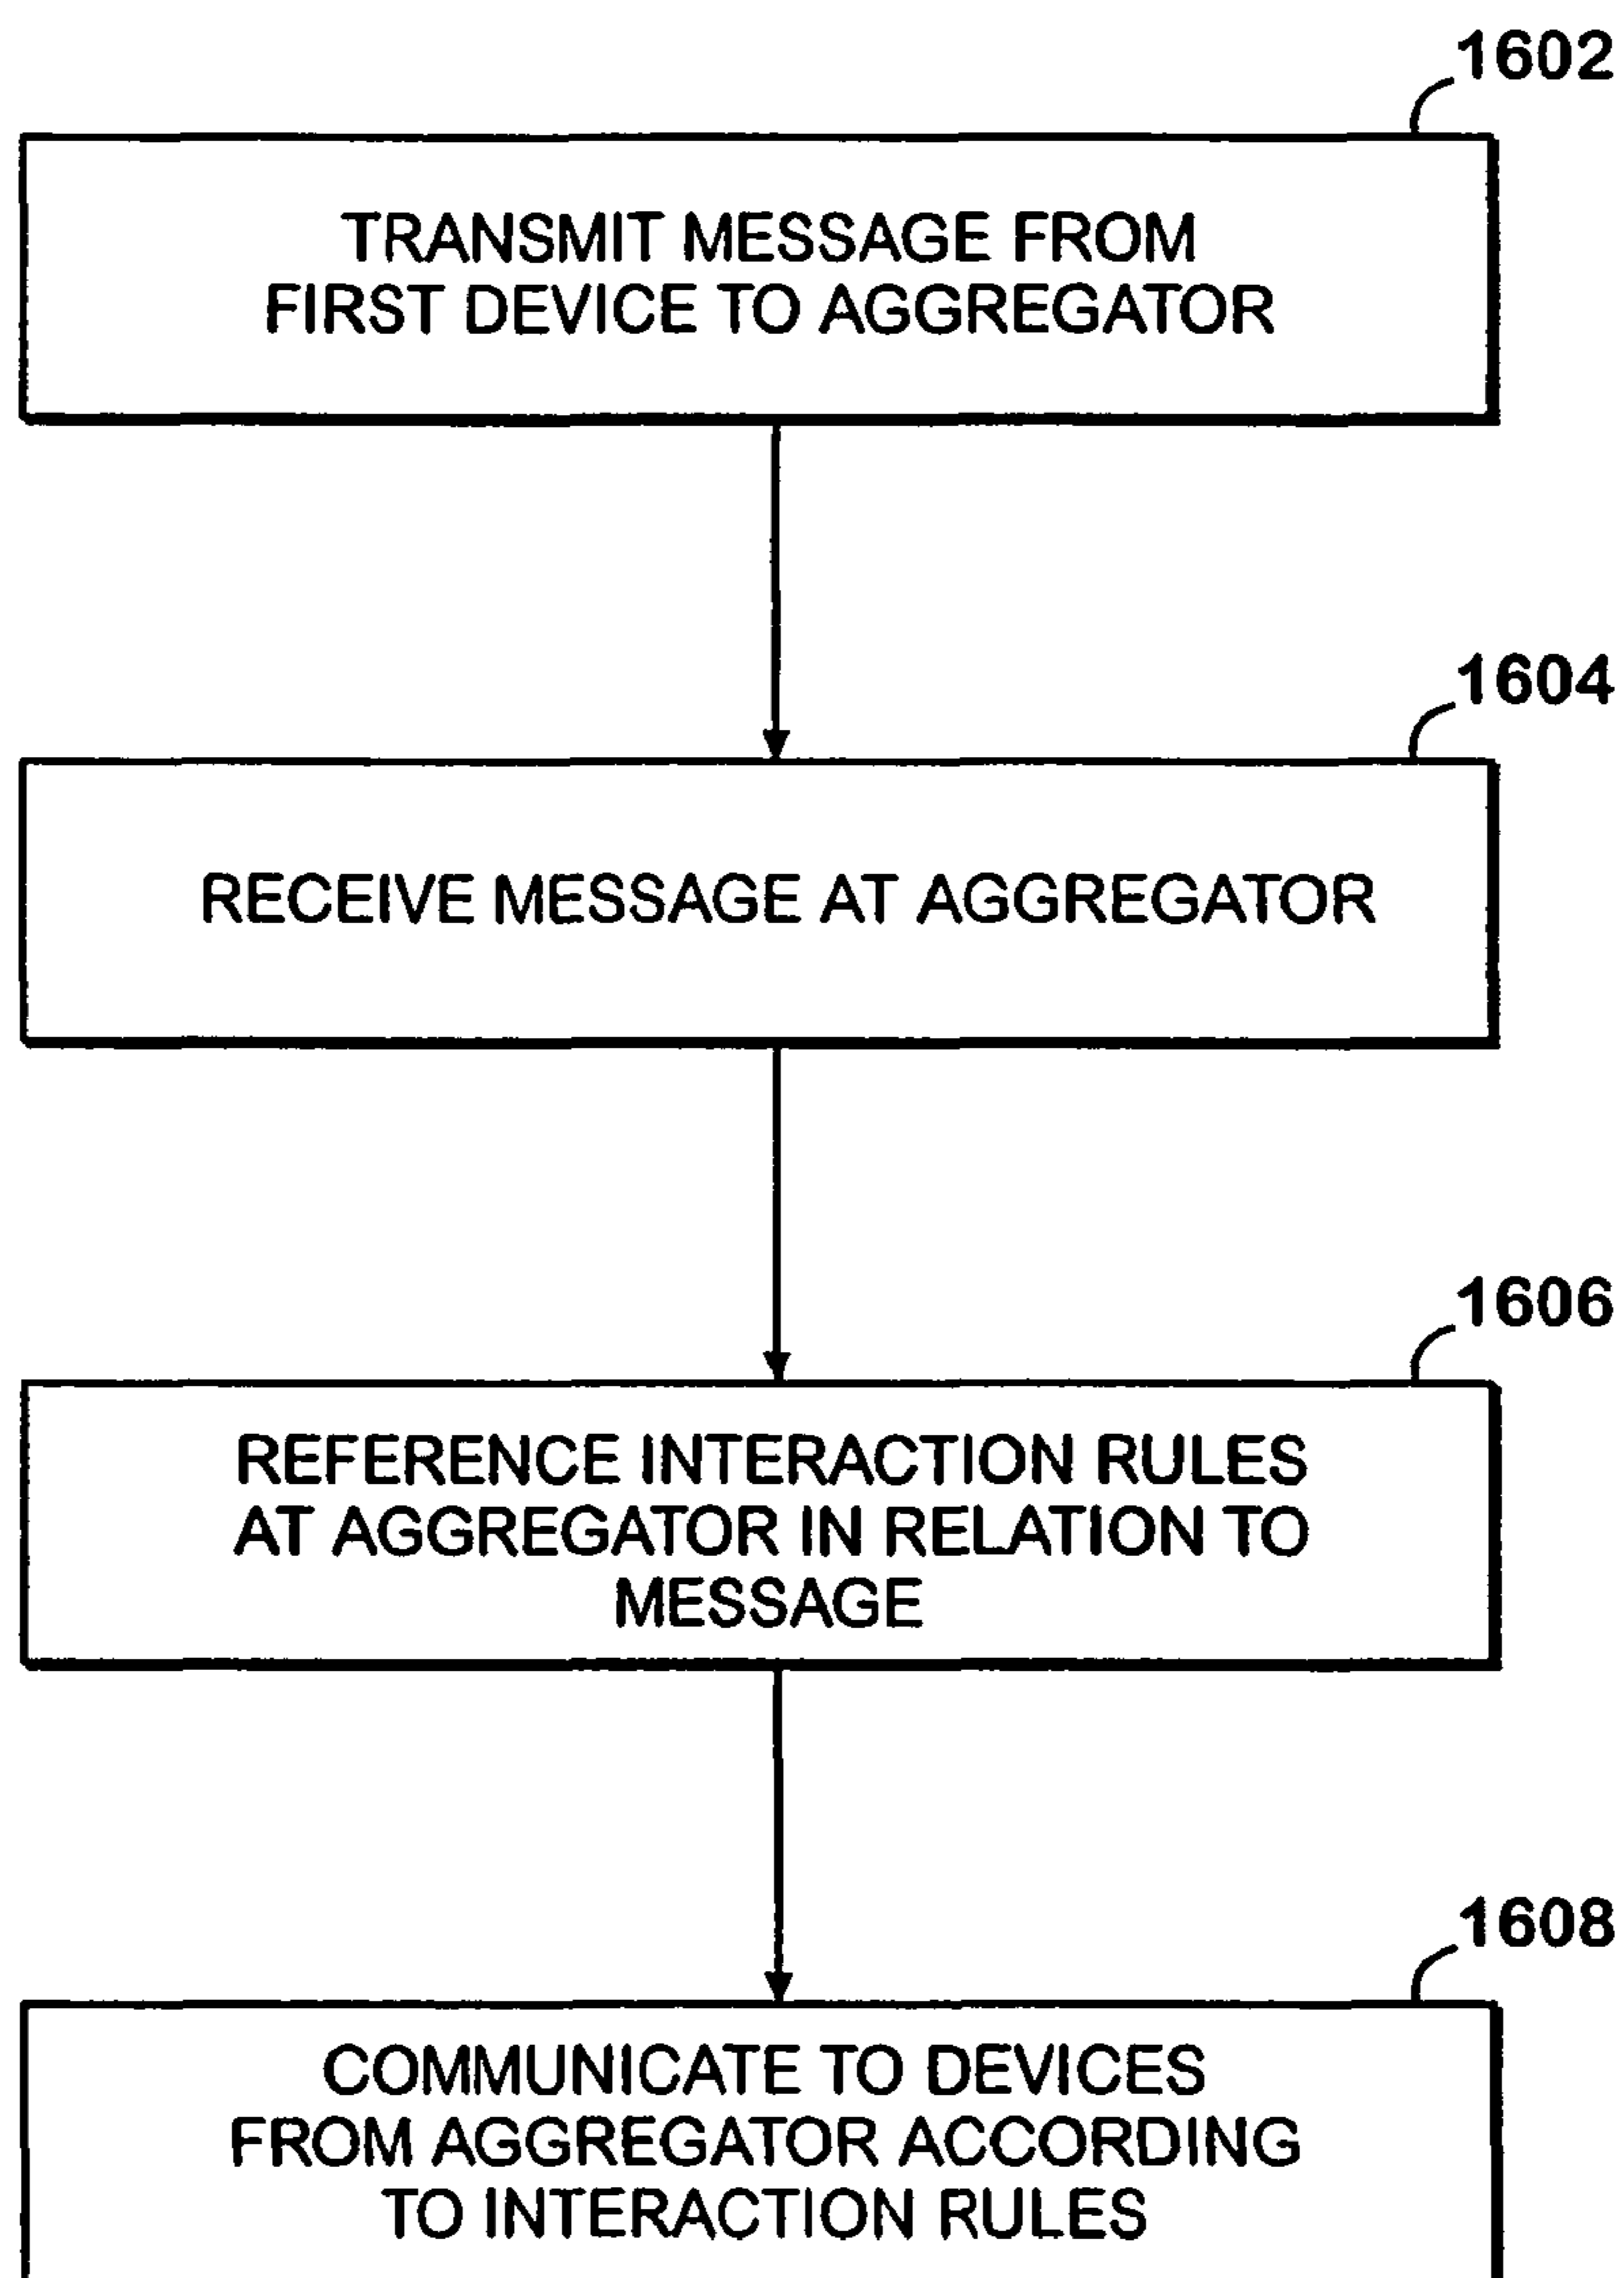 1602
TRANSMIT MESSAGE FROM
FIRST DEVICE TO AGGREGATOR
1604
RECEIVE MESSAGE AT AGGREGATOR
1606
REFERENCE INTERACTION RULES
AT AGGREGATOR IN RELATION TO
MESSAGE
1608
COMMUNICATE TO DEVICES
FROM AGGREGATOR ACCORDING
TO INTERACTION RULES